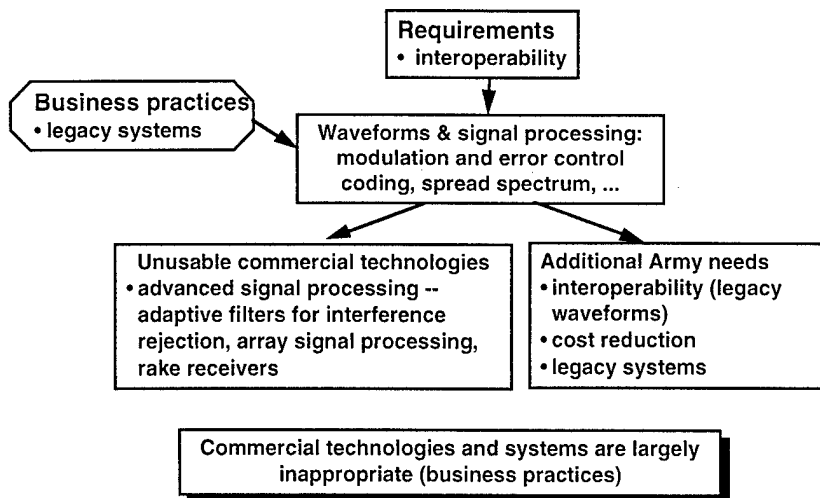 Requirements
• interoperability
Business practices
• legacy systems
Waveforms & signal processing:
modulation and error control
coding, spread spectrum, ...
Unusable commercial technologies
• advanced signal processing --
adaptive filters for interference
rejection, array signal processing,
rake receivers
Additional Army needs
• interoperability (legacy
waveforms)
• cost reduction
• legacy systems
Commercial technologies and systems are largely
inappropriate (business practices)